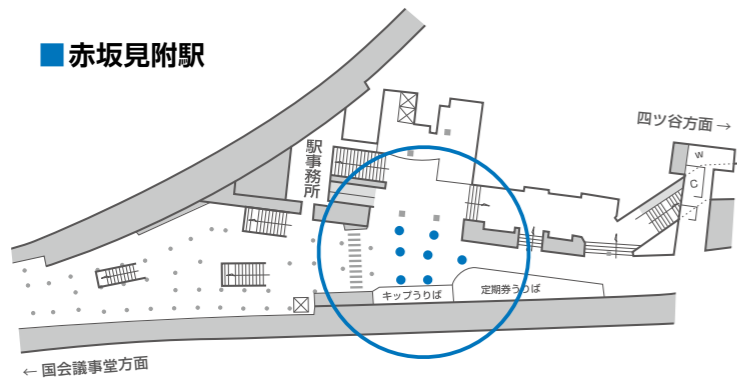 赤坂見附駅
四ツ谷方面 →
駅事務所
W
C
キップうりば
定期券うりば
← 国会議事堂方面